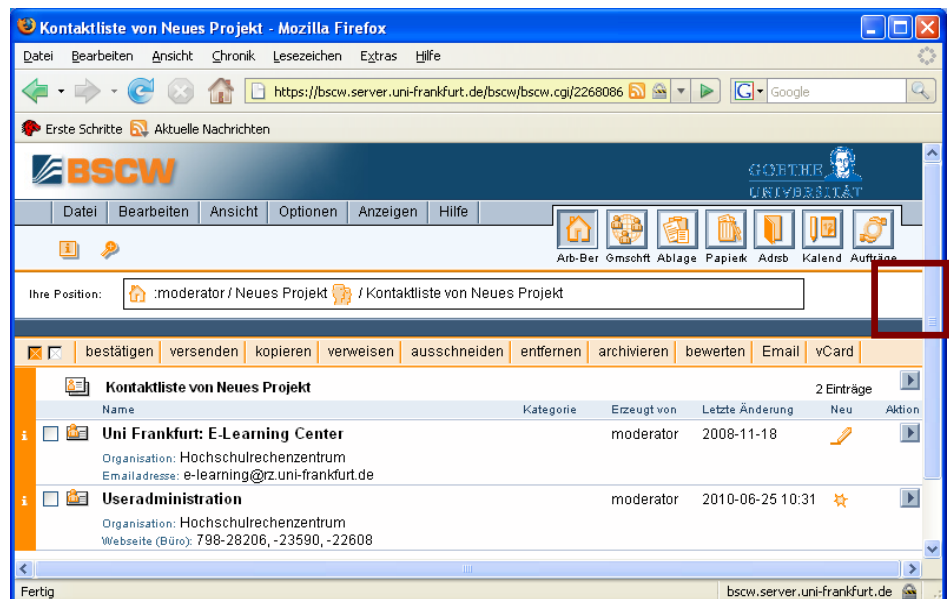 Kontaktliste von Neues Projekt - Mozilla Firefox
Datei Bearbeiten Ansicht Chronik Lesezeichen Extras Hilfe
https://bscw.server.uni-frankfurt.de/bscw/bscw.cgi/2268086 G Google
Erste Schritte Aktuelle Nachrichten
BSCW
GOETHE
UNIVERSITÄT
Datei Bearbeiten Ansicht Optionen Anzeigen Hilfe
Arb-Ber Gmschft Ablage Papierk Adrsb Kalend Aufträge
Ihre Position: :moderator / Neues Projekt / Kontaktliste von Neues Projekt
bestätigen versenden kopieren verweisen ausschneiden entfernen archivieren bewerten Email vCard
Kontaktliste von Neues Projekt 2 Einträge
Name Kategorie Erzeugt von Letzte Änderung Neu Aktion
Uni Frankfurt: E-Learning Center moderator 2008-11-18
Organisation: Hochschulrechenzentrum
Emailadresse: e-learning@rz.uni-frankfurt.de
Useradministration moderator 2010-06-25 10:31
Organisation: Hochschulrechenzentrum
Webseite (Büro): 798-28206, -23590, -22608
Fertig bscw.server.uni-frankfurt.de